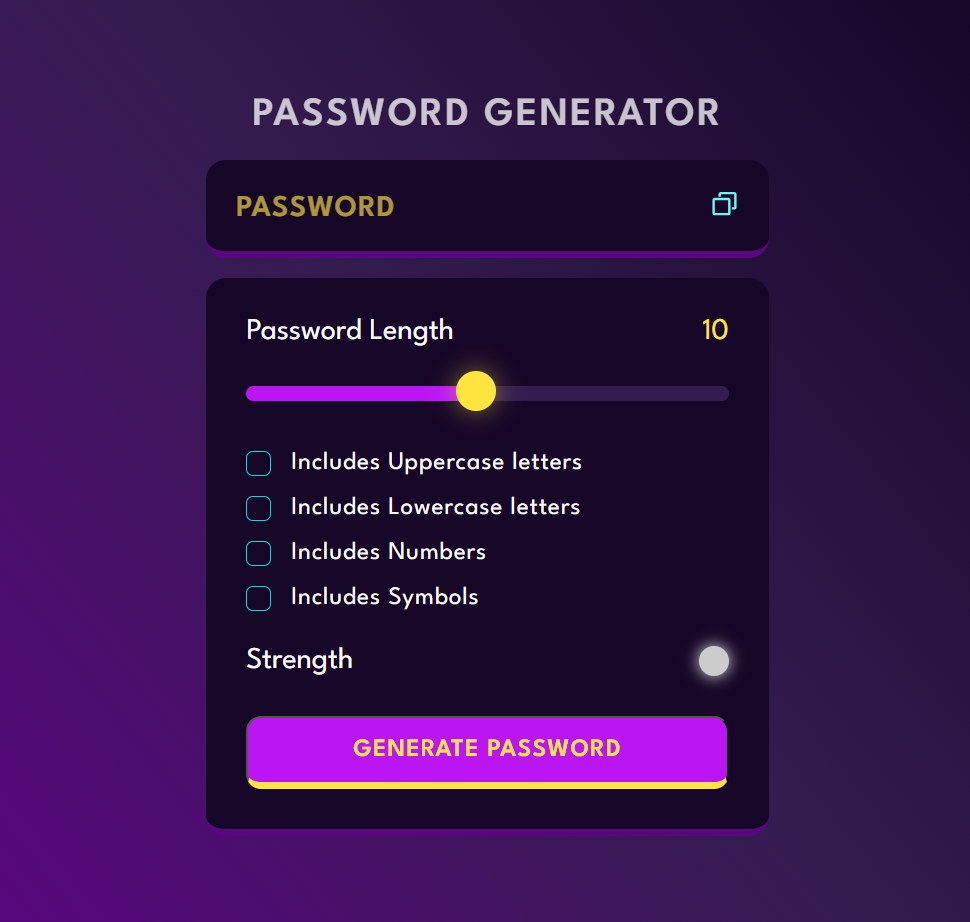 PASSWORD GENERATOR
PASSWORD
Password Length 10
Includes Uppercase letters
Includes Lowercase letters
Includes Numbers
Includes Symbols
Strength
GENERATE PASSWORD